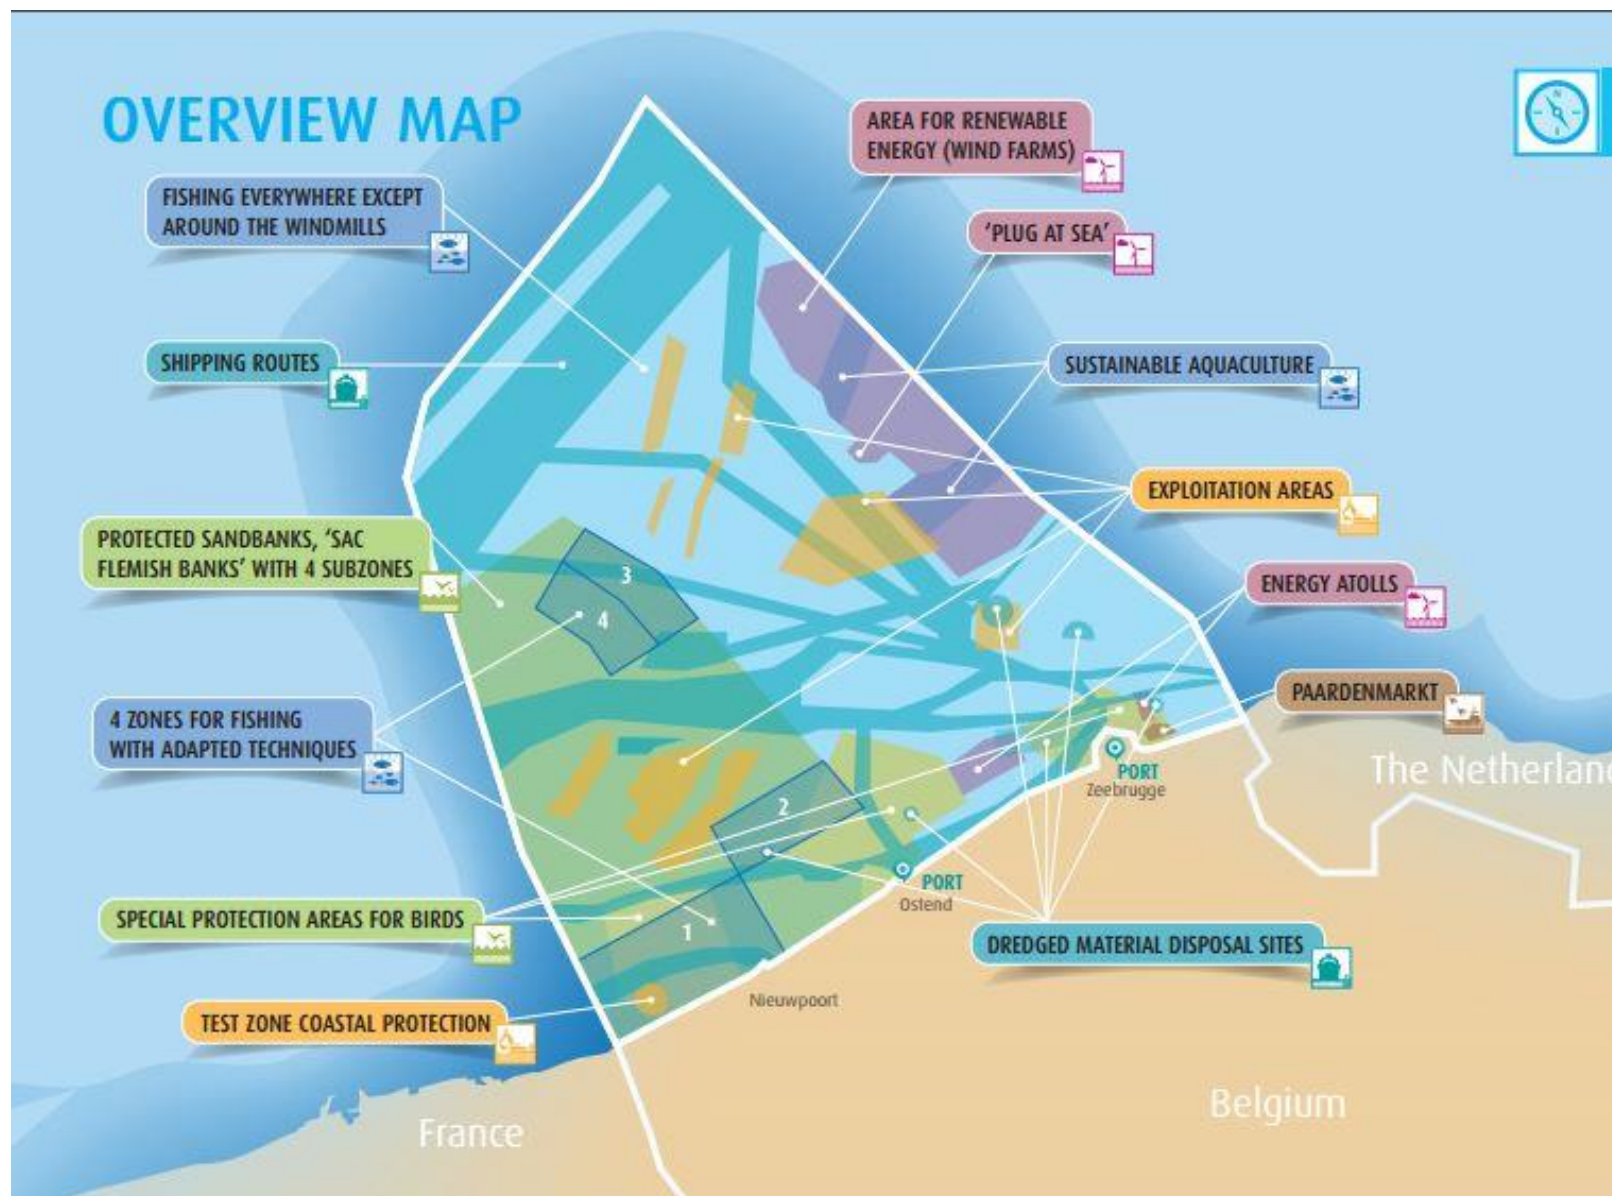 OVERVIEW MAP
AREA FOR RENEWABLE
ENERGY (WIND FARMS)
N
FISHING EVERYWHERE EXCEPT
AROUND THE WINDMILLS
'PLUG AT SEA'
SHIPPING ROUTES
SUSTAINABLE AQUACULTURE
EXPLOITATION AREAS
PROTECTED SANDBANKS, 'SAC
FLEMISH BANKS' WITH 4 SUBZONES
3
4
ENERGY ATOLLS
PAARDENMARKT
4 ZONES FOR FISHING
WITH ADAPTED TECHNIQUES
The Netherlan
PORT
Zeebrugge
2
PORT
Ostend
SPECIAL PROTECTION AREAS FOR BIRDS
1
DREDGED MATERIAL DISPOSAL SITES
Nieuwpoort
TEST ZONE COASTAL PROTECTION
Belgium
France